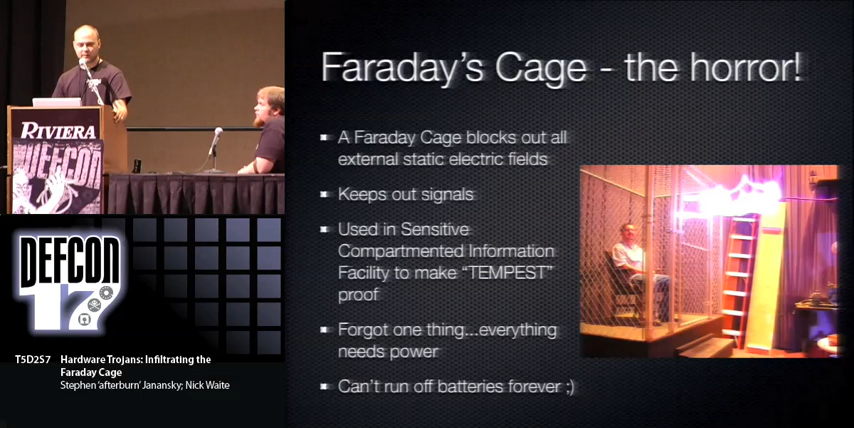 Faraday's Cage - the horror!
A Faraday Cage blocks out all
external static electric fields
Keeps out signals
Used in Sensitive
Compartmented Information
Facility to make “TEMPEST”
proof
Forgot one thing...everything
needs power
Can't run off batteries forever ;)
RIVIERA
DEFCON
DEFCON
17
T5D2S7 Hardware Trojans: Infiltrating the
Faraday Cage
Stephen 'afterburn' Janansky; Nick Waite